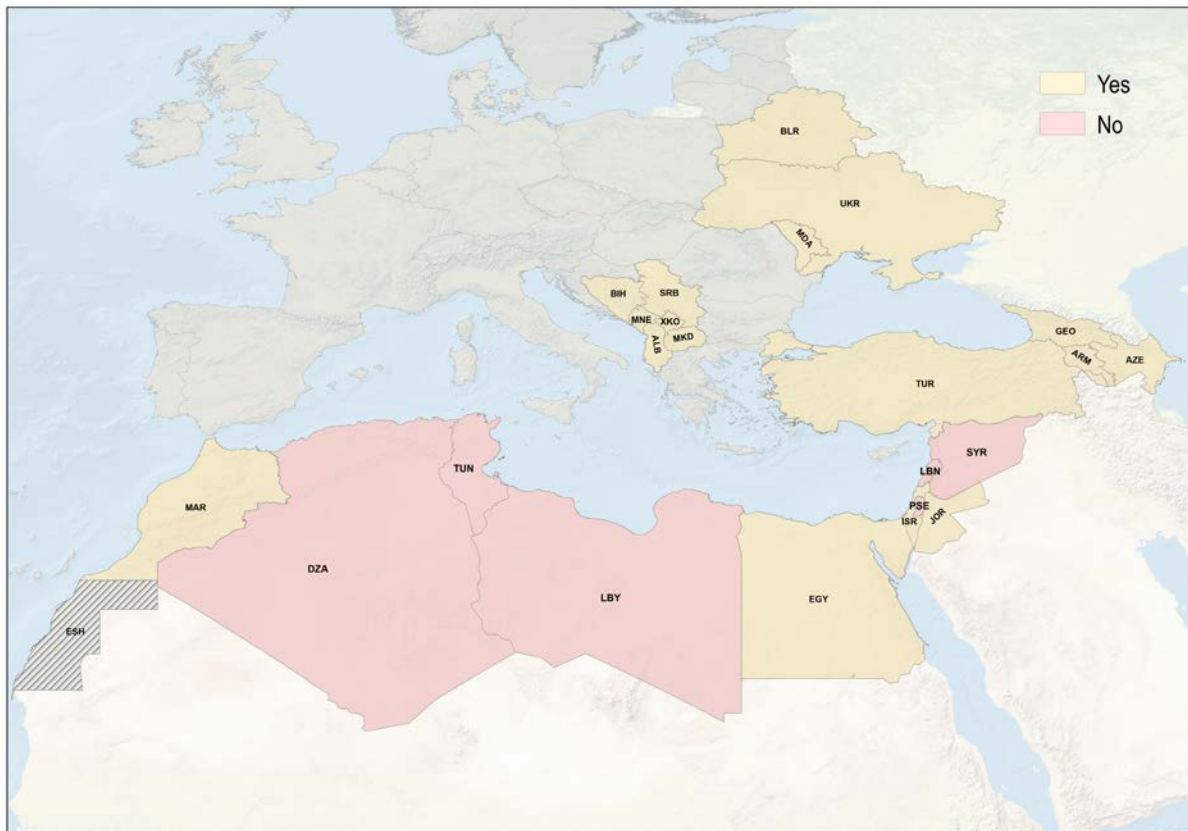 Yes
No
BLR
UKR
MDA
BIH
SRB
MNE
XKO
ALB
MKD
GEO
ARM
AZE
TUR
SYR
LBN
PSE
ISR
JOR
TUN
MAR
DZA
LBY
EGY
ESH